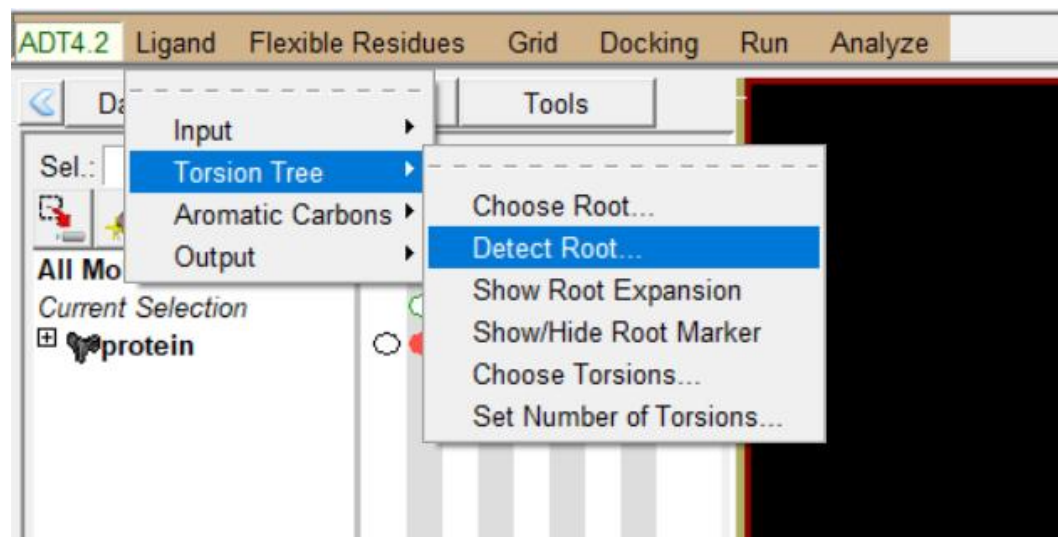 ADT4.2 Ligand Flexible Residues Grid Docking Run Analyze
Tools
Input
Sel.: Torsion Tree
Aromatic Carbons
Output
Choose Root...
Detect Root...
Show Root Expansion
Show/Hide Root Marker
Choose Torsions...
Set Number of Torsions...
All
Current Selection
protein